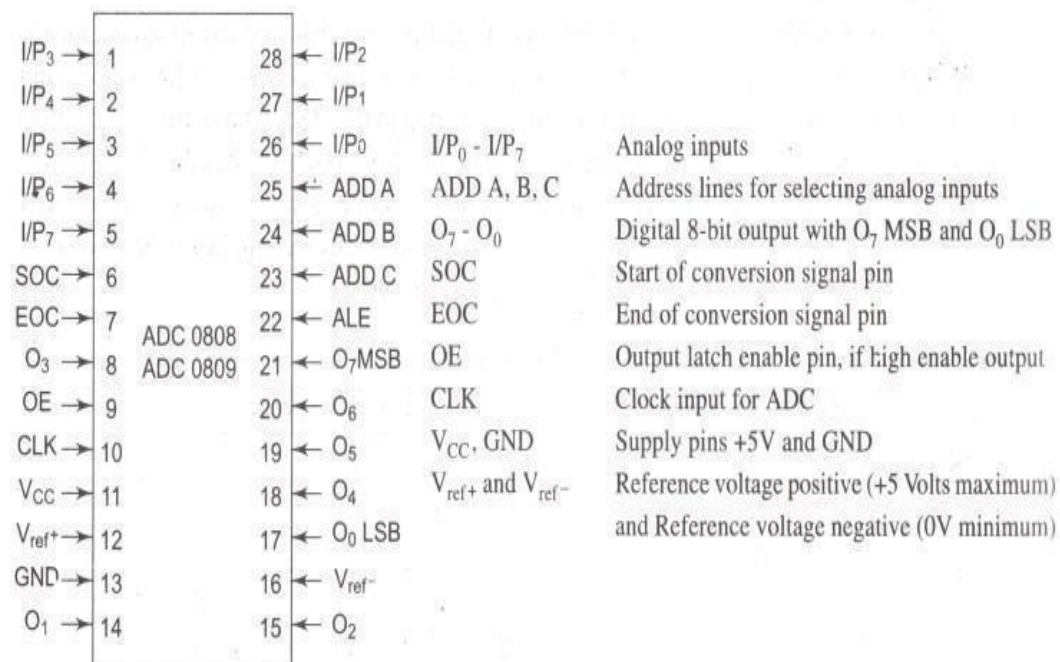 I/P3 1 28 I/P2
I/P4 2 27 I/P1
I/P5 3 26 I/P0 I/P0 - I/P7 Analog inputs
I/P6 4 25 ADD A ADD A, B, C Address lines for selecting analog inputs
I/P7 5 24 ADD B O7 - O0 Digital 8-bit output with O7 MSB and O0 LSB
SOC 6 23 ADD C SOC Start of conversion signal pin
EOC 7 22 ALE EOC End of conversion signal pin
ADC 0808
O3 8 21 O7MSB OE Output latch enable pin, if high enable output
ADC 0809
OE 9 20 O6 CLK Clock input for ADC
CLK 10 19 O5 VCC, GND Supply pins +5V and GND
VCC 11 18 O4 Vref+ and Vref- Reference voltage positive (+5 Volts maximum)
Vref+ 12 17 O0 LSB and Reference voltage negative (0V minimum)
GND 13 16 Vref-
O1 14 15 O2